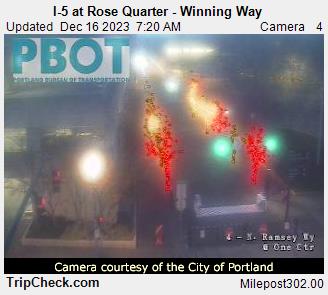 I-5 at Rose Quarter - Winning Way
Updated Dec 16 2023 7:20 AM Camera 4
PBOT
PORTLAND BUREAU OF TRANSPORTATION
4 - N. Ramsey Wy
@ One Ctr
Camera courtesy of the City of Portland
TripCheck.com Milepost302.00